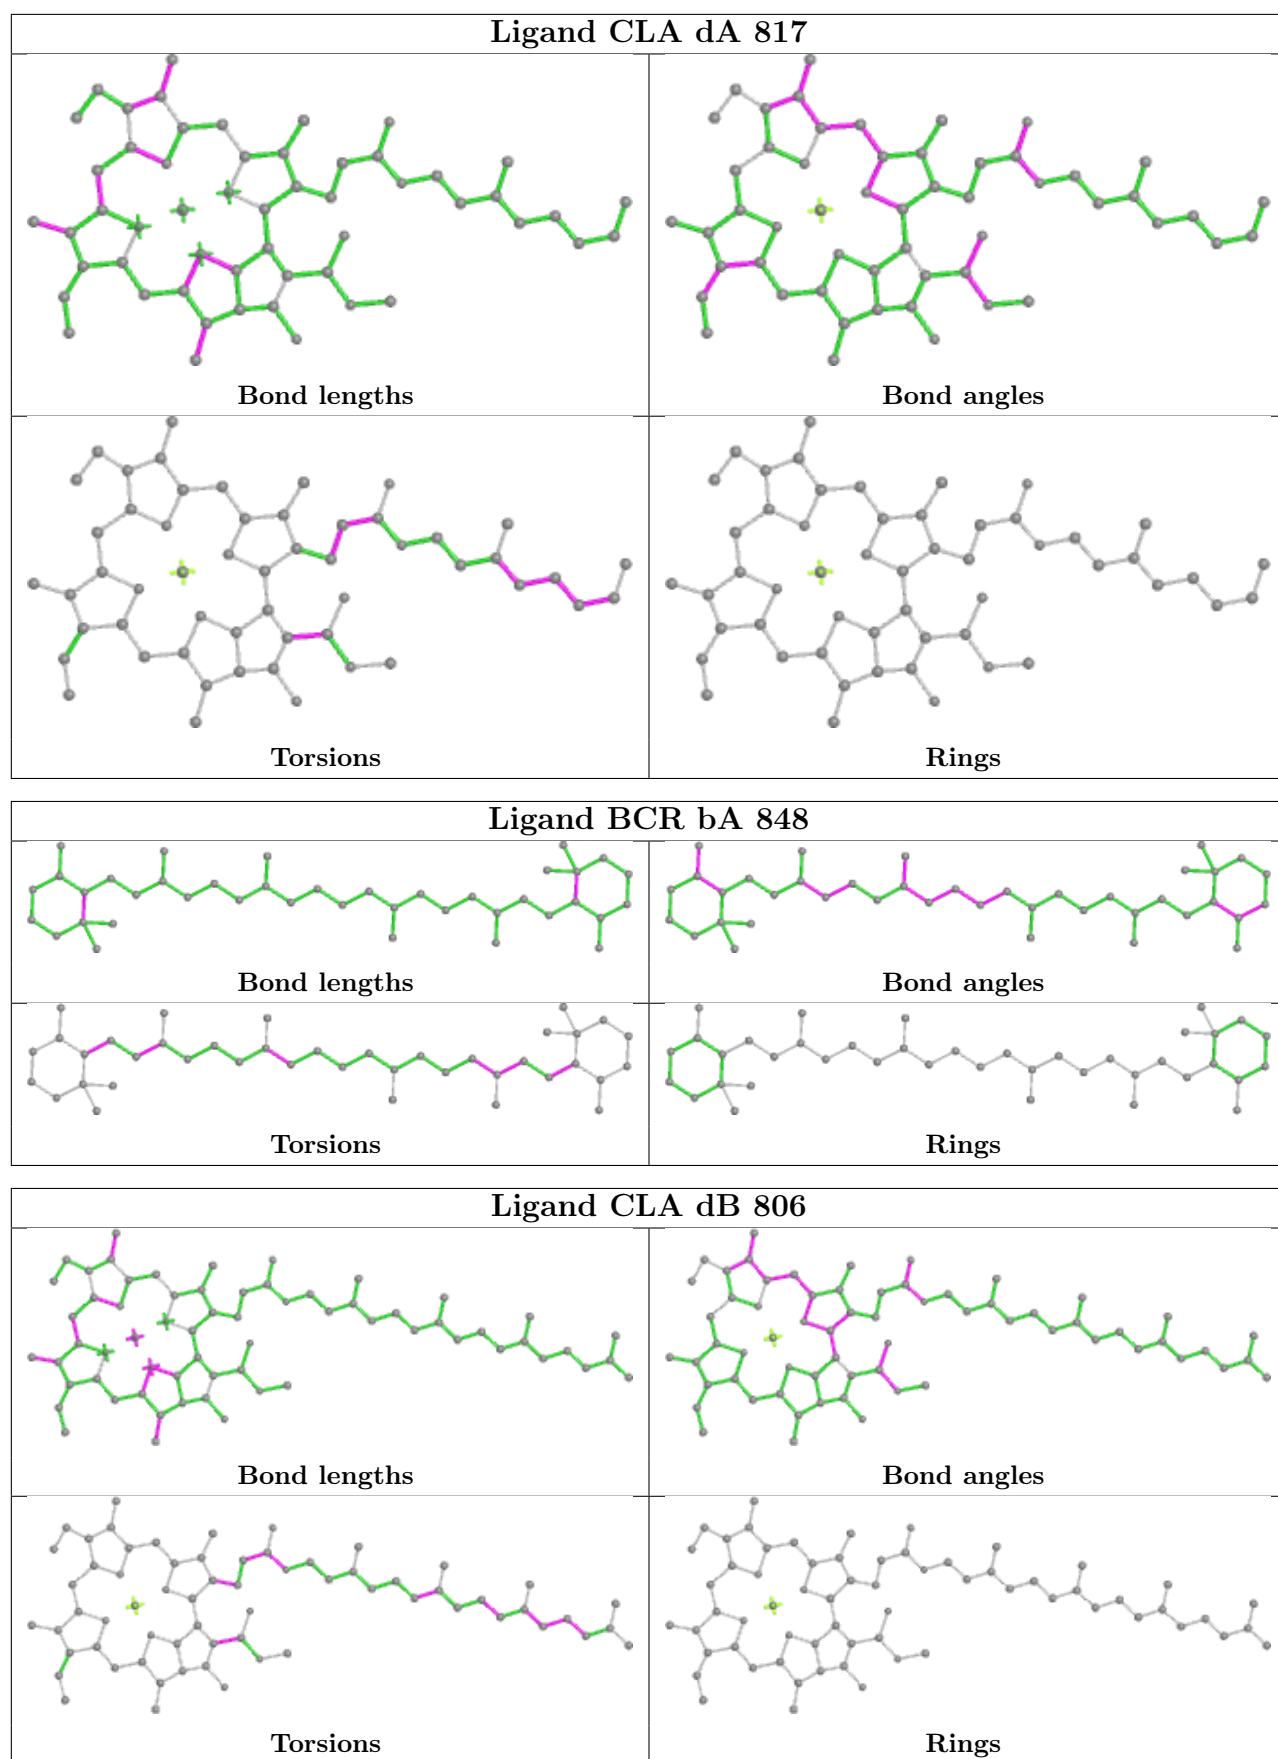 Ligand CLA dA 817
Bond lengths
Bond angles
Torsions
Rings
Ligand BCR bA 848
Bond lengths
Bond angles
Torsions
Rings
Ligand CLA dB 806
Bond lengths
Bond angles
Torsions
Rings